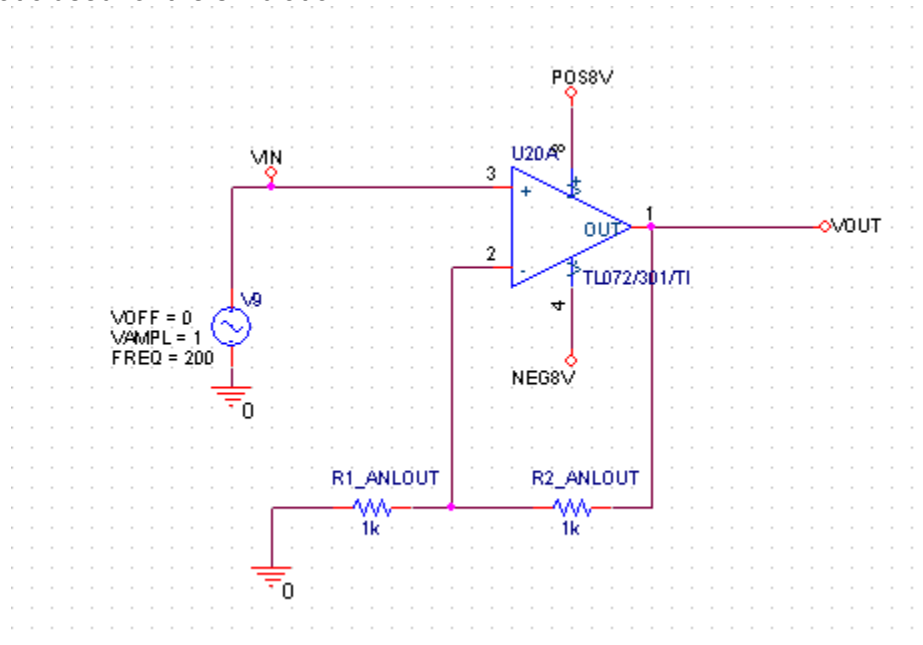 POS8V
U20A
8
VIN
3
+
+
1
OUT
VOUT
2
-
-
TL072/301/TI
V9
VOFF = 0
VAMPL = 1
FREQ = 200
4
NEG8V
0
R1_ANLOUT
R2_ANLOUT
1k
1k
0